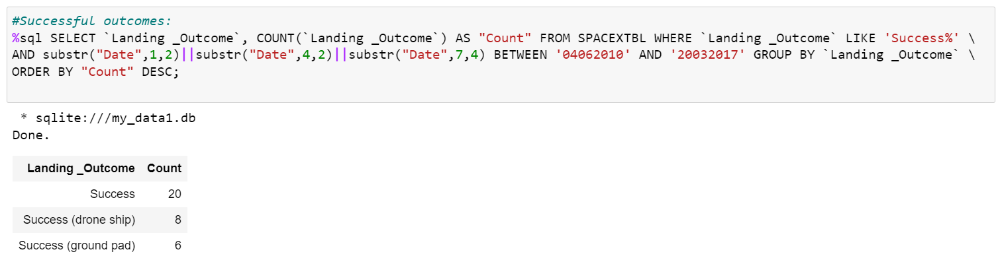 #Successful outcomes:
%sql SELECT `Landing _Outcome`, COUNT(`Landing _Outcome`) AS "Count" FROM SPACEXTBL WHERE `Landing _Outcome` LIKE 'Success%' \
AND substr("Date",1,2)||substr("Date",4,2)||substr("Date",7,4) BETWEEN '04062010' AND '20032017' GROUP BY `Landing _Outcome` \
ORDER BY "Count" DESC;
* sqlite:///my_data1.db
Done.
Landing _Outcome Count
Success 20
Success (drone ship) 8
Success (ground pad) 6